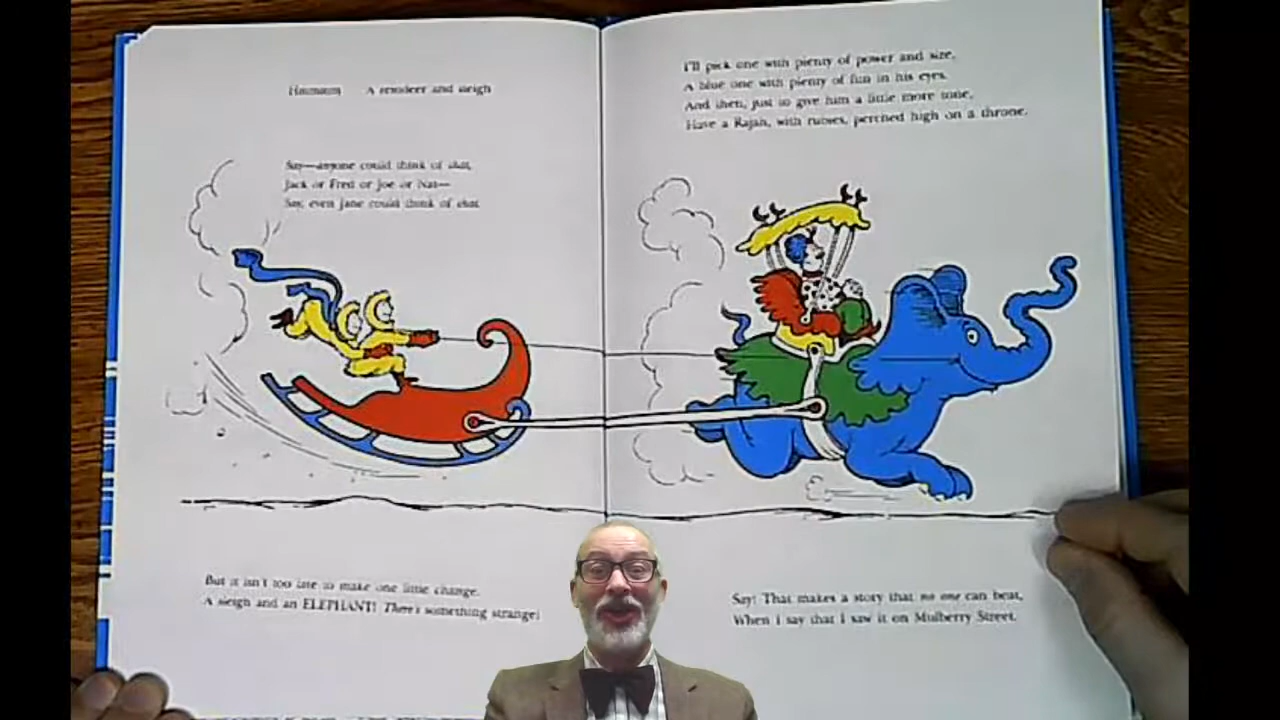 Hmmmm A reindeer and sleigh
Say—anyone could think of that,
Jack or Fred or Joe or Nat—
Say, even Jane could think of that.
But it isn't too late to make one little change.
A sleigh and an ELEPHANT! There's something strange!
I'll pick one with plenty of power and size,
A blue one with plenty of fun in his eyes.
And then, just to give him a little more tone,
Have a Rajah, with rubies, perched high on a throne.
Say! That makes a story that no one can beat,
When I say that I saw it on Mulberry Street.